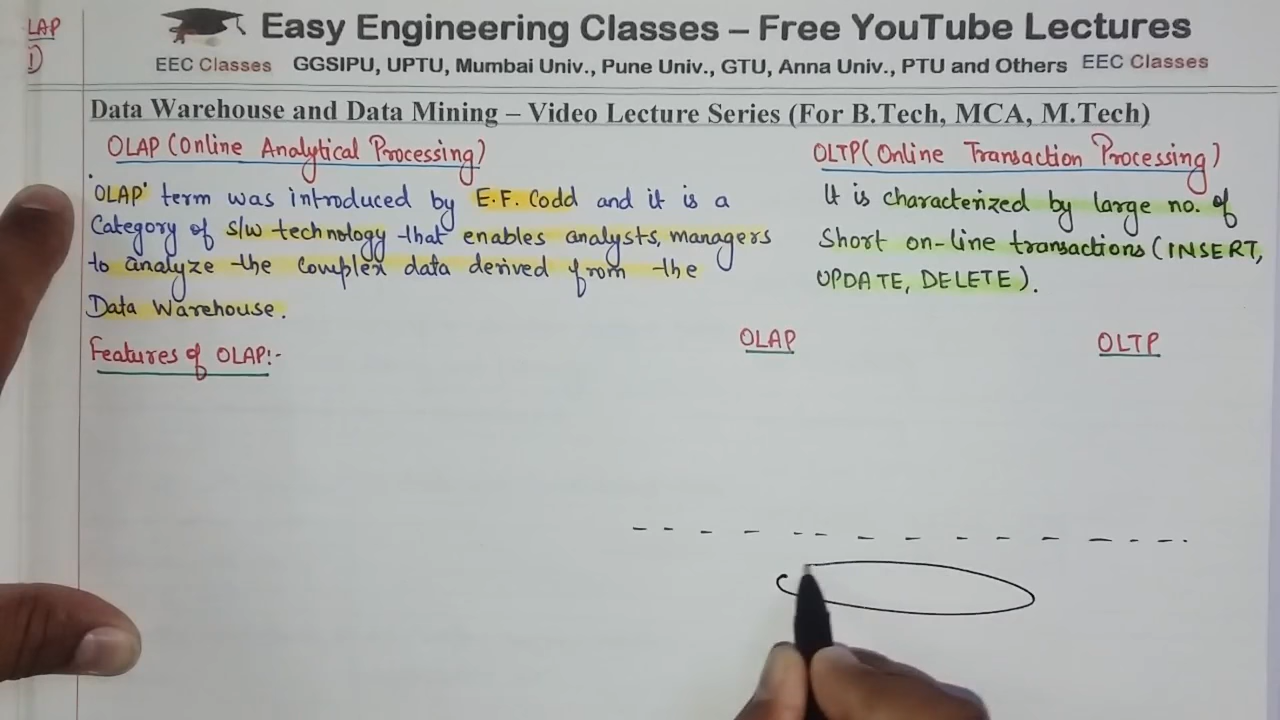 LAP
1)
Easy Engineering Classes – Free YouTube Lectures
EEC Classes GGSIPU, UPTU, Mumbai Univ., Pune Univ., GTU, Anna Univ., PTU and Others EEC Classes
Data Warehouse and Data Mining – Video Lecture Series (For B.Tech, MCA, M.Tech)
OLAP (Online Analytical Processing)
'OLAP' term was introduced by E.F. Codd and it is a
Category of s/w technology that enables analysts, managers
to analyze the complex data derived from the
Data Warehouse.
Features of OLAP:-
OLTP (Online Transaction Processing)
It is characterized by large no. of
Short on-line transactions (INSERT,
UPDATE, DELETE).
OLAP OLTP